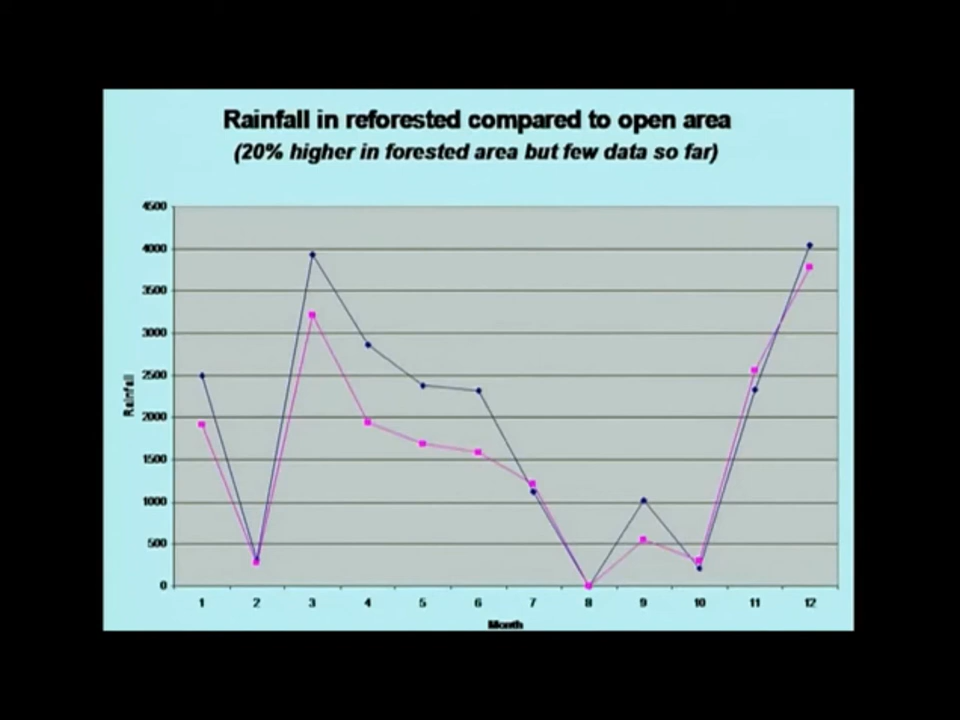 Rainfall in reforested compared to open area
(20% higher in forested area but few data so far)
4500
4000
3500
3000
2500
2000
1500
1000
500
0
Rainfall
1 2 3 4 5 6 7 8 9 10 11 12
Month